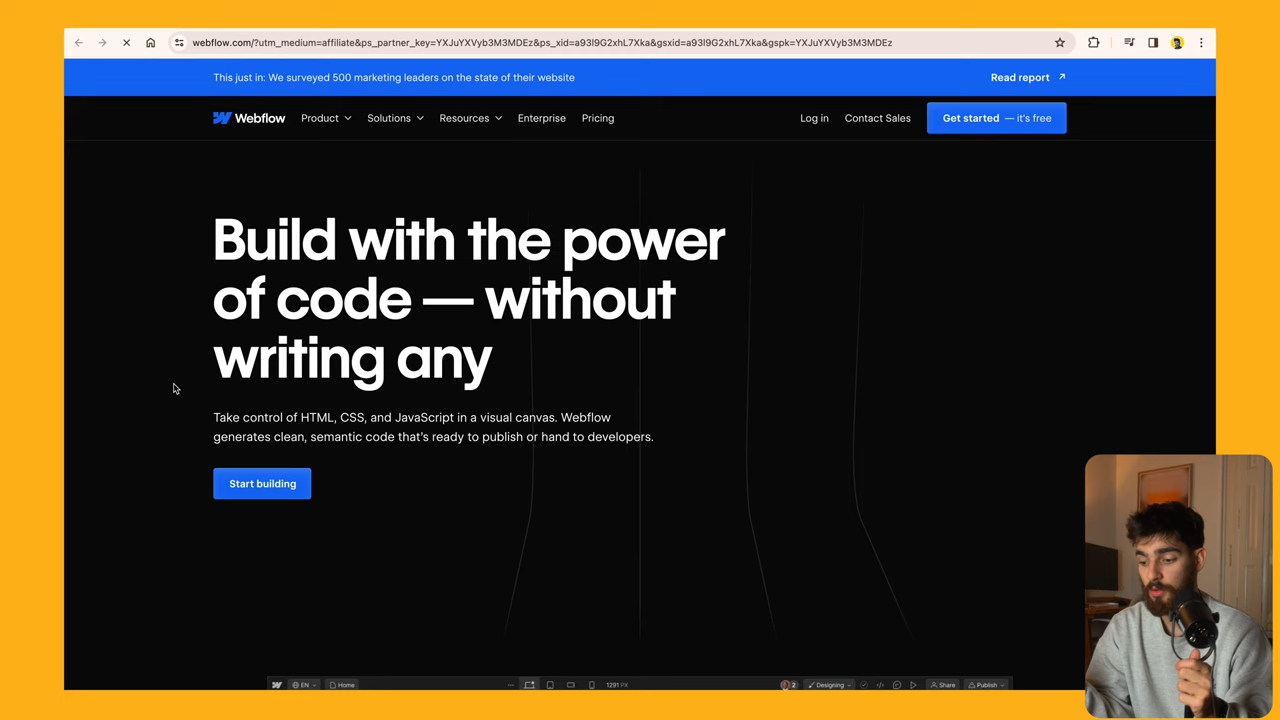 webflow.com/?utm_medium=affiliate&ps_partner_key=YXJuYXVyb3M3MDEz&ps_xid=a93l9G2xhL7Xka&gsxid=a93l9G2xhL7Xka&gspk=YXJuYXVyb3M3MDEz
This just in: We surveyed 500 marketing leaders on the state of their website
Read report
Webflow
Product
Solutions
Resources
Enterprise
Pricing
Log in
Contact Sales
Get started — it's free
Build with the power
of code — without
writing any
Take control of HTML, CSS, and JavaScript in a visual canvas. Webflow
generates clean, semantic code that's ready to publish or hand to developers.
Start building
EN
Home
1291 PX
2
Designing
Share
Publish